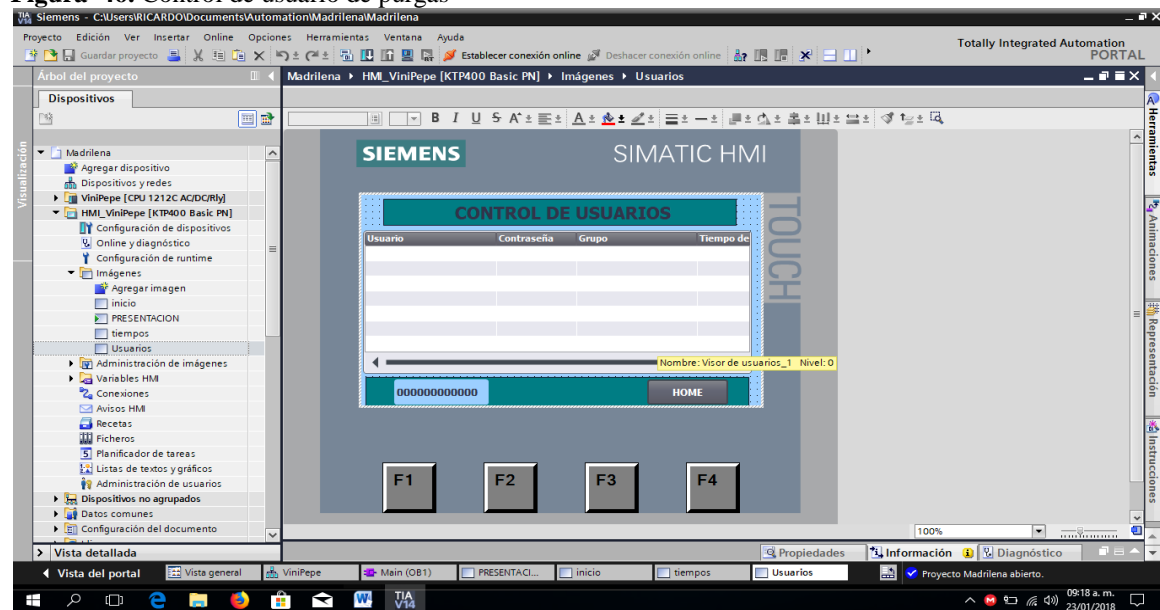 Figura 46. Control de usuario de purgas
Siemens - C:\Users\RICARDO\Documents\Automation\Madrilena\Madrilena
Proyecto Edición Ver Insertar Online Opciones Herramientas Ventana Ayuda
Totally Integrated Automation
PORTAL
Guardar proyecto
Establecer conexión online
Deshacer conexión online
Árbol del proyecto
Madrilena HMI_ViniPepe [KTP400 Basic PN] Imágenes Usuarios
Dispositivos
B I U S A
Visualización
Madrilena
Agregar dispositivo
Dispositivos y redes
ViniPepe [CPU 1212C AC/DC/Rly]
HMI_ViniPepe [KTP400 Basic PN]
Configuración de dispositivos
Online y diagnóstico
Configuración de runtime
Imágenes
Agregar imagen
inicio
PRESENTACION
tiempos
Usuarios
Administración de imágenes
Variables HMI
Conexiones
Avisos HMI
Recetas
Ficheros
Planificador de tareas
Listas de textos y gráficos
Administración de usuarios
Dispositivos no agrupados
Datos comunes
Configuración del documento
Vista detallada
SIEMENS
SIMATIC HMI
TOUCH
CONTROL DE USUARIOS
Usuario Contraseña Grupo Tiempo de
Nombre: Visor de usuarios_1 Nivel: 0
000000000000
HOME
F1 F2 F3 F4
100%
Herramientas
Animaciones
Representación
Instrucciones
Propiedades
Información
Diagnóstico
Vista del portal
Vista general
ViniPepe
Main (OB1)
PRESENTACI...
inicio
tiempos
Usuarios
Proyecto Madrilena abierto.
TIA
V14
09:18 a. m.
23/01/2018